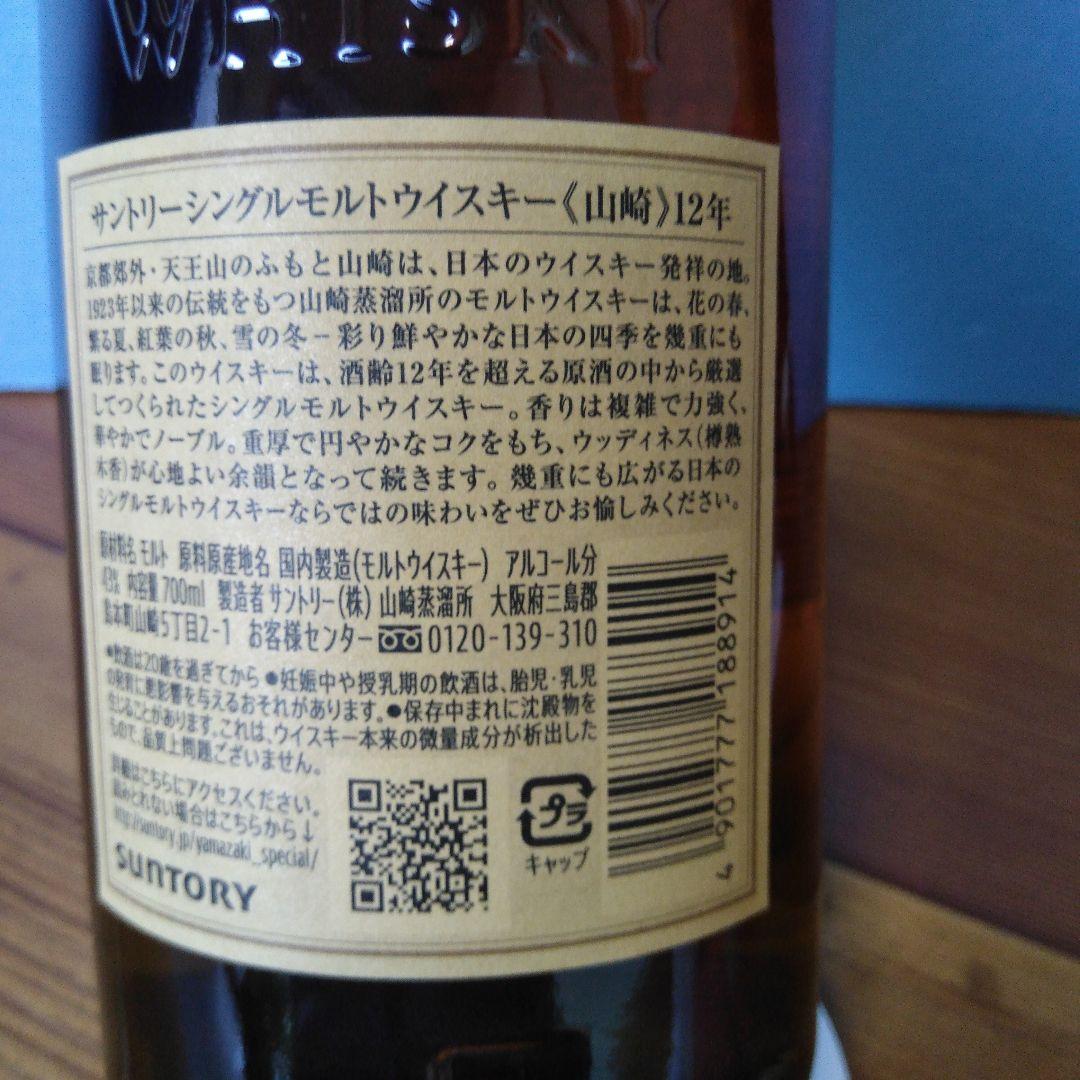 WHISKY
サントリーシングルモルトウイスキー《山崎》12年
京都郊外・天王山のふもと山崎は、日本のウイスキー発祥の地。
1923年以来の伝統をもつ山崎蒸溜所のモルトウイスキーは、花の春、
繁る夏、紅葉の秋、雪の冬－彩り鮮やかな日本の四季を幾重にも
眠ります。このウイスキーは、酒齢12年を超える原酒の中から厳選
してつくられたシングルモルトウイスキー。香りは複雑で力強く、
華やかでノーブル。重厚で円やかなコクをもち、ウッディネス（樽熟
木香）が心地よい余韻となって続きます。幾重にも広がる日本の
シングルモルトウイスキーならではの味わいをぜひお愉しみください。
原材料名 モルト 原料原産地名 国内製造(モルトウイスキー) アルコール分
43% 内容量 700ml 製造者 サントリー(株) 山崎蒸溜所 大阪府三島郡
島本町山崎5丁目2-1 お客様センター 0120-139-310
●飲酒は20歳を過ぎてから ●妊娠中や授乳期の飲酒は、胎児・乳児
の発育に悪影響を与えるおそれがあります。●保存中まれに沈殿物を
生じることがあります。これは、ウイスキー本来の微量成分が析出した
もので、品質上問題ございません。
詳細はこちらにアクセスください。
読みとれない場合はこちらから↓
http://suntory.jp/yamazaki_special/
SUNTORY
プラ
キャップ
4 901777 188914